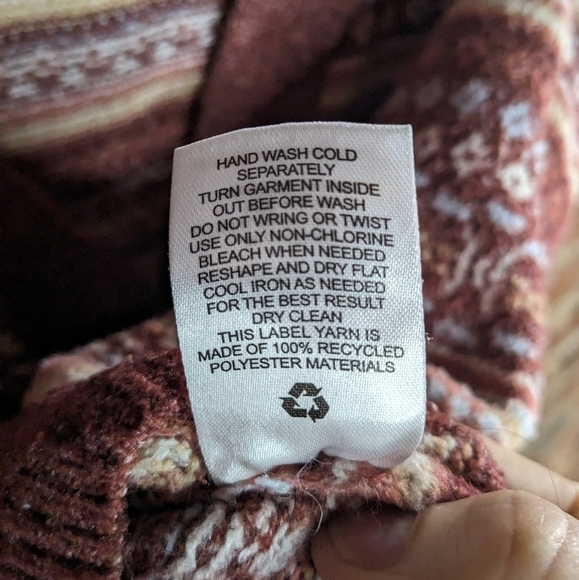 HAND WASH COLD
SEPARATELY
TURN GARMENT INSIDE
OUT BEFORE WASH
DO NOT WRING OR TWIST
USE ONLY NON-CHLORINE
BLEACH WHEN NEEDED
RESHAPE AND DRY FLAT
COOL IRON AS NEEDED
FOR THE BEST RESULT
DRY CLEAN
THIS LABEL YARN IS
MADE OF 100% RECYCLED
POLYESTER MATERIALS